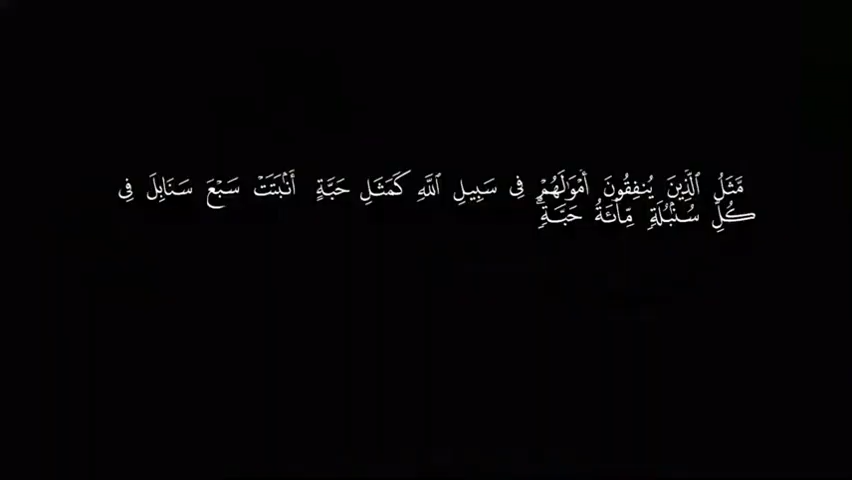 مَّثَلُ ٱلَّذِينَ يُنفِقُونَ أَمْوَٰلَهُمْ فِى سَبِيلِ ٱللَّهِ كَمَثَلِ حَبَّةٍ أَنۢبَتَتْ سَبْعَ سَنَابِلَ فِى
كُلِّ سُنۢبُلَةٍ مِّا۟ئَةُ حَبَّةٍۗ